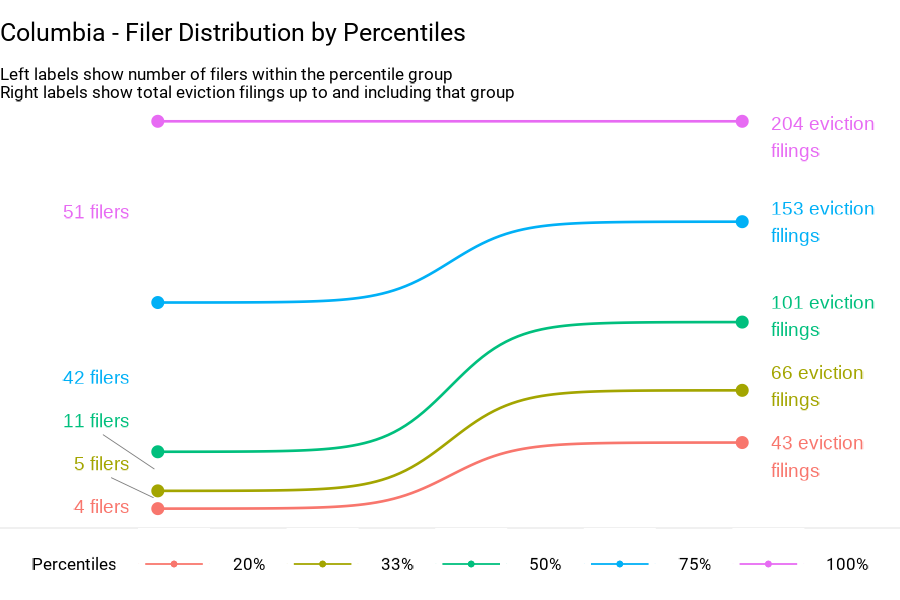 Columbia - Filer Distribution by Percentiles
Left labels show number of filers within the percentile group
Right labels show total eviction filings up to and including that group
204 eviction
filings
51 filers
153 eviction
filings
101 eviction
filings
42 filers
66 eviction
filings
11 filers
43 eviction
filings
5 filers
4 filers
Percentiles 20% 33% 50% 75% 100%